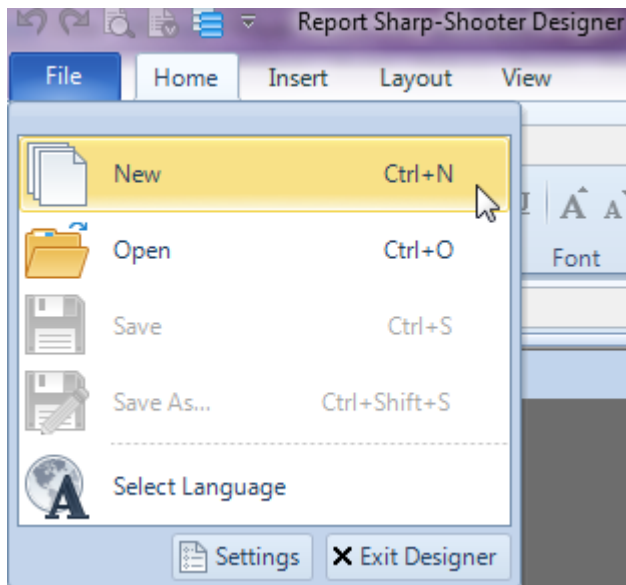 Report Sharp-Shooter Designer
File Home Insert Layout View
New Ctrl+N
A A
Open Ctrl+O
Font
Save Ctrl+S
Save As... Ctrl+Shift+S
A Select Language
Settings Exit Designer